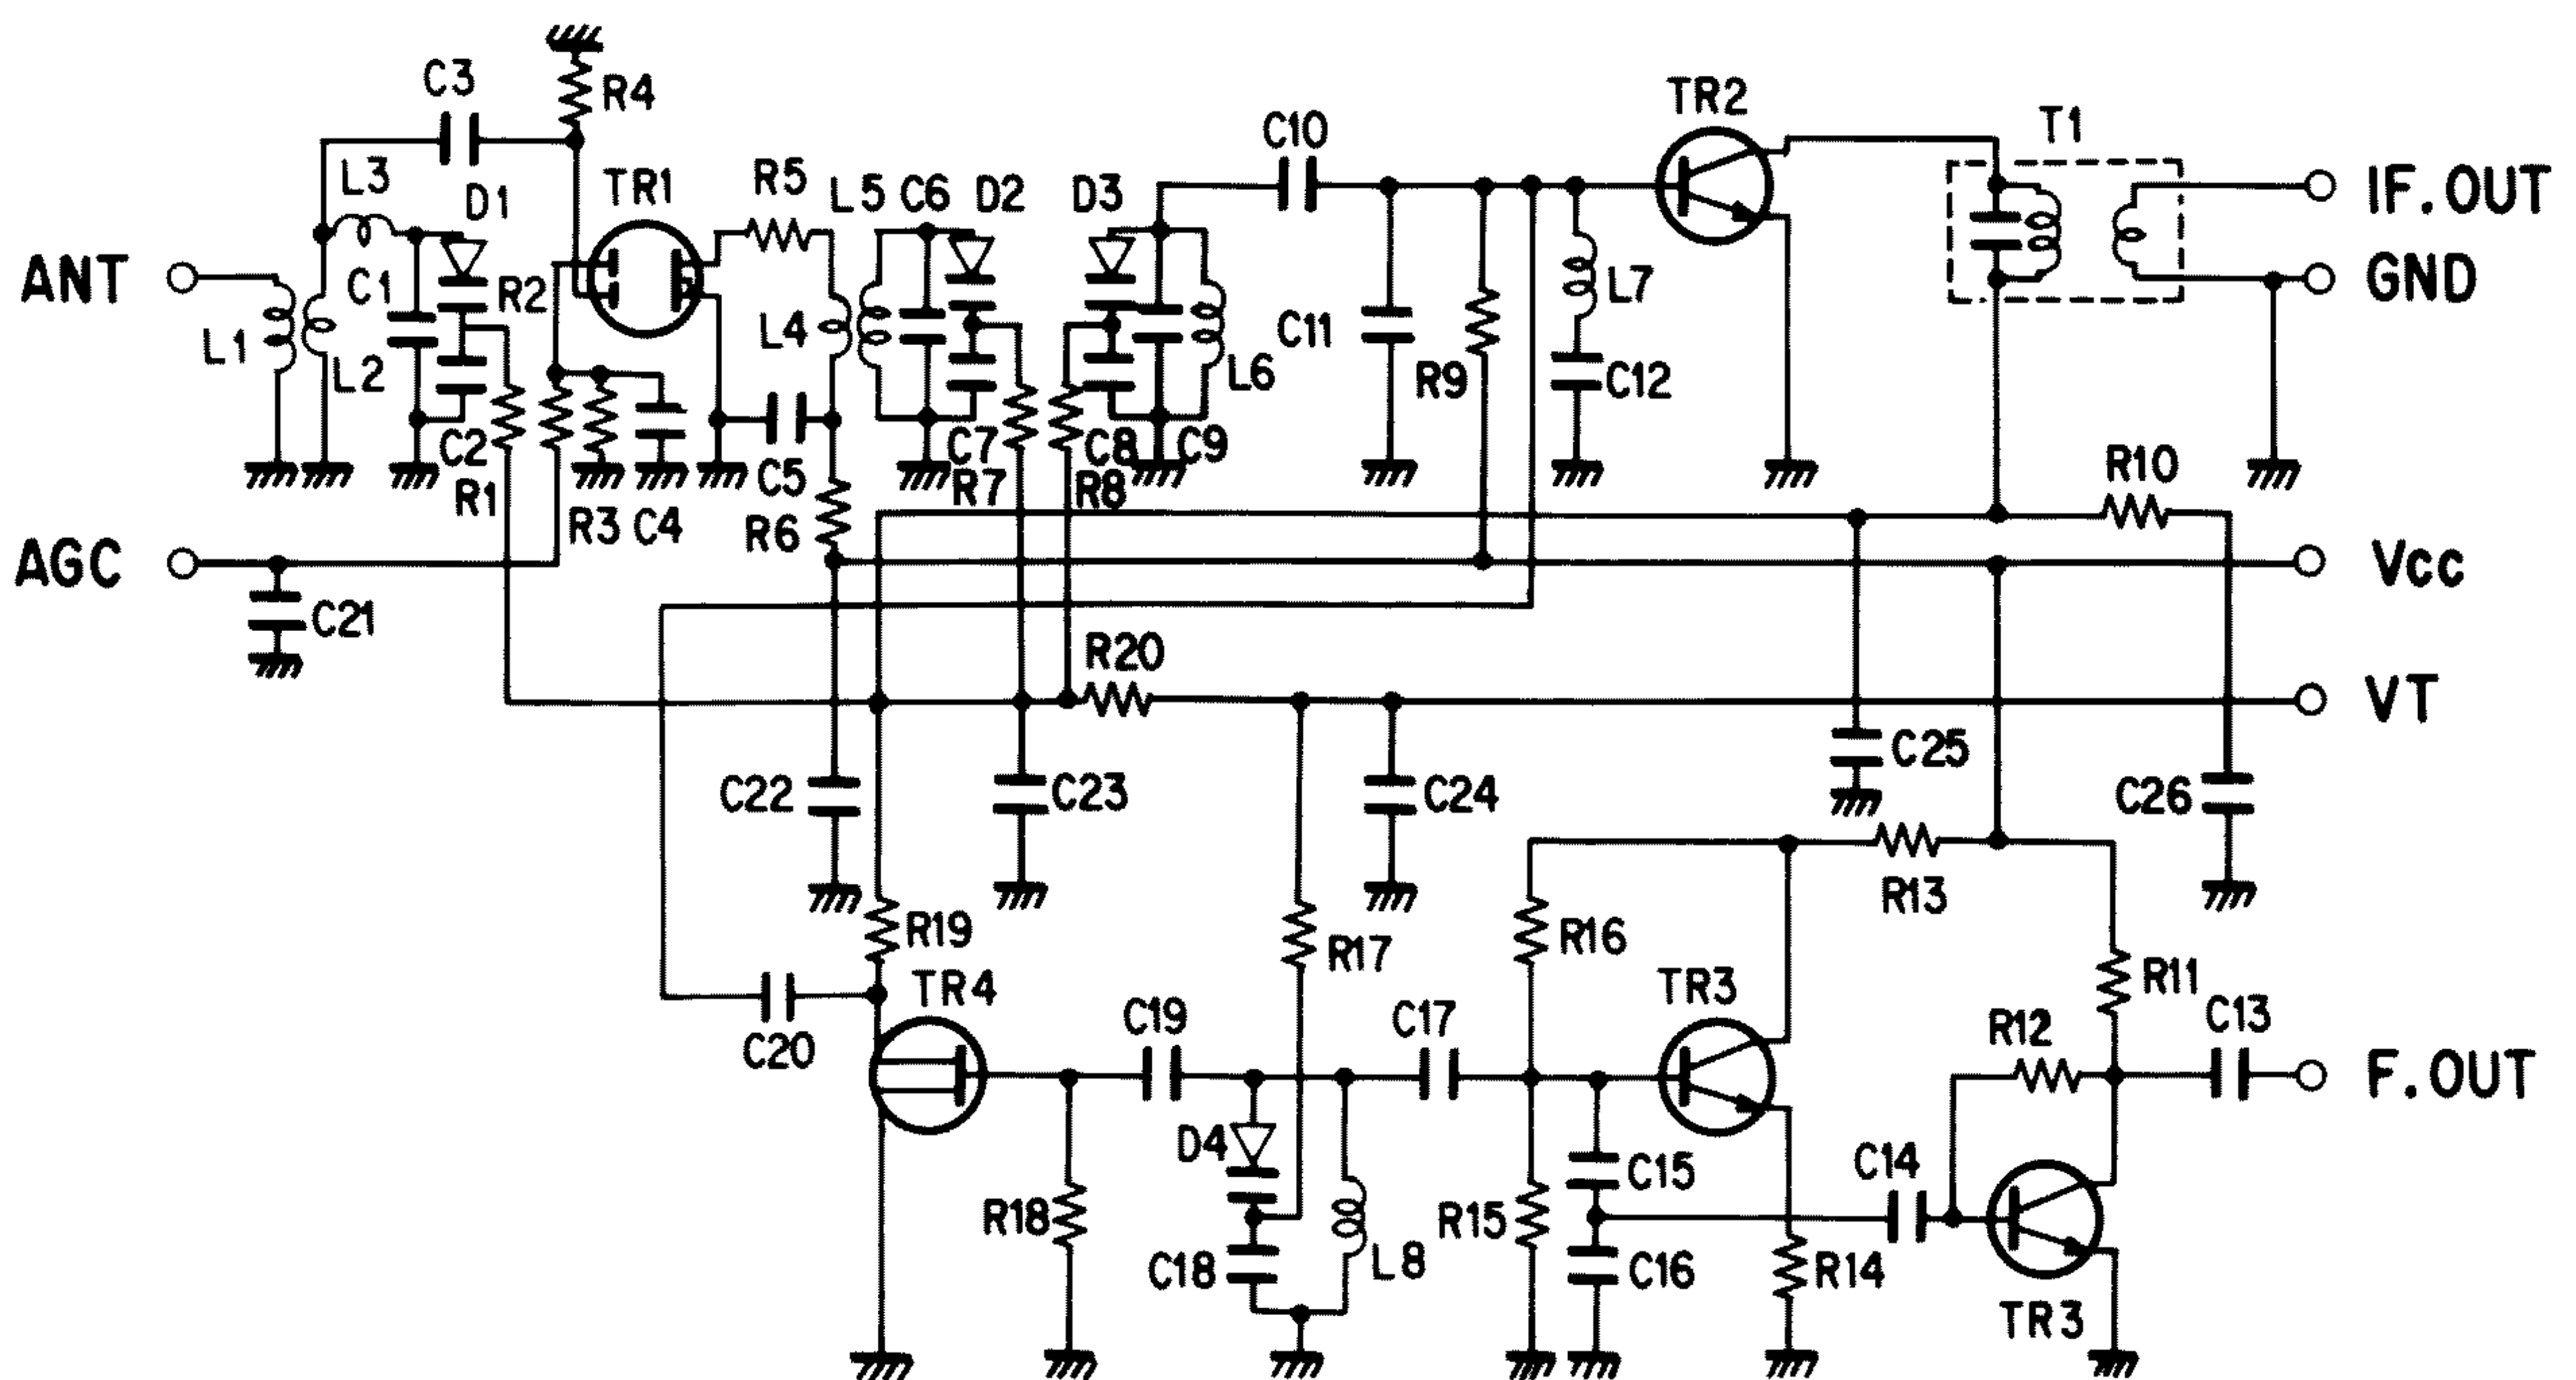 C3
R4
TR2
T1
C10
L3
D1
TR1
R5
L5
C6
D2
D3
IF.OUT
ANT
C1
R2
L7
GND
L1
L2
L4
C11
L6
R9
C12
C2
R1
C7
R7
C8
R8
C9
R10
C5
R3
C4
R6
AGC
Vcc
C21
R20
VT
C25
C22
C23
C24
C26
R13
R19
R17
R16
TR4
TR3
R11
C20
C19
C17
R12
C13
F.OUT
D4
C15
C14
R18
R15
C18
L8
C16
R14
TR3